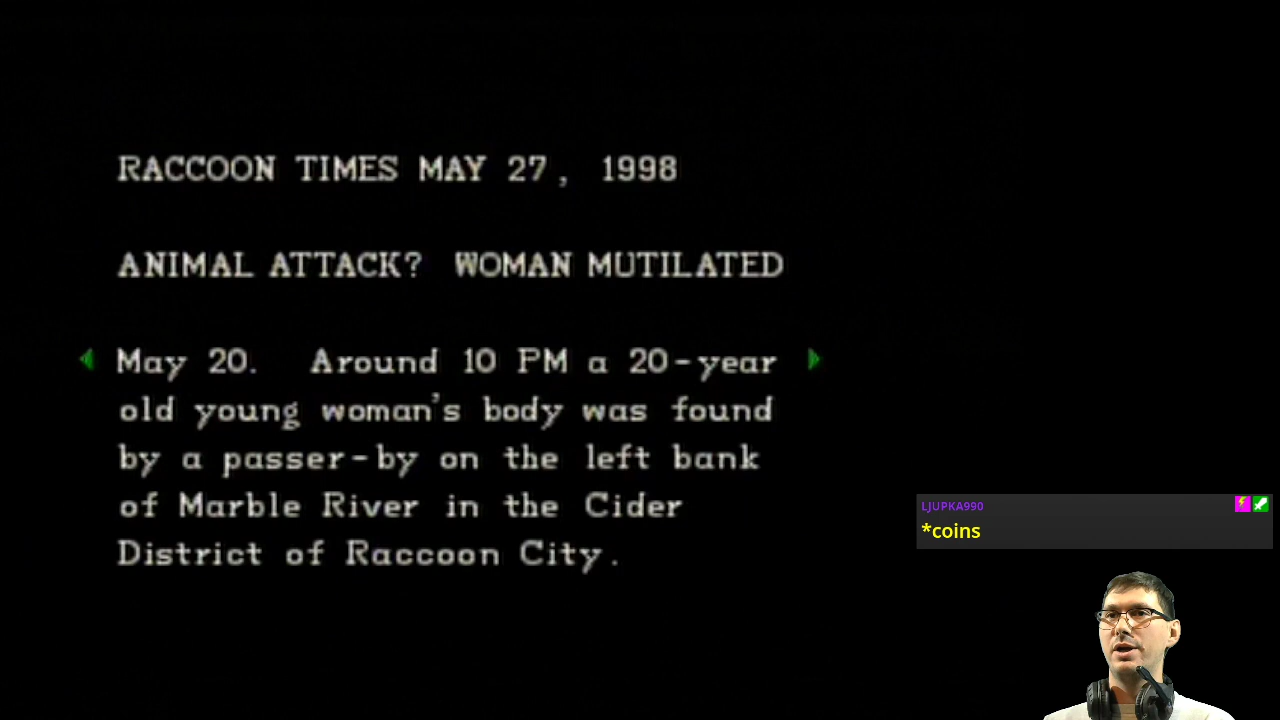 RACCOON TIMES MAY 27, 1998
ANIMAL ATTACK? WOMAN MUTILATED
May 20. Around 10 PM a 20-year
old young woman's body was found
by a passer-by on the left bank
of Marble River in the Cider
District of Raccoon City.
LJUPKA990
*coins